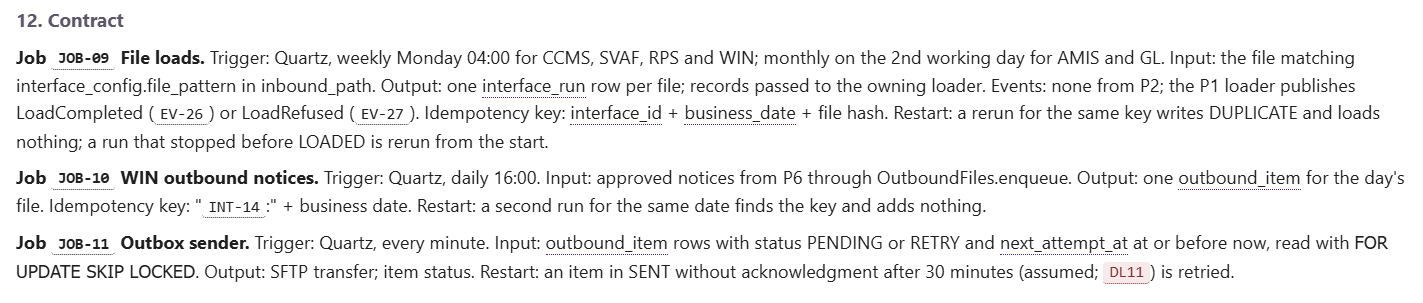 12. Contract
Job JOB-09 File loads. Trigger: Quartz, weekly Monday 04:00 for CCMS, SVAF, RPS and WIN; monthly on the 2nd working day for AMIS and GL. Input: the file matching
interface_config.file_pattern in inbound_path. Output: one interface_run row per file; records passed to the owning loader. Events: none from P2; the P1 loader publishes
LoadCompleted ( EV-26 ) or LoadRefused ( EV-27 ). Idempotency key: interface_id + business_date + file hash. Restart: a rerun for the same key writes DUPLICATE and loads
nothing; a run that stopped before LOADED is rerun from the start.
Job JOB-10 WIN outbound notices. Trigger: Quartz, daily 16:00. Input: approved notices from P6 through OutboundFiles.enqueue. Output: one outbound_item for the day's
file. Idempotency key: " INT-14 :" + business date. Restart: a second run for the same date finds the key and adds nothing.
Job JOB-11 Outbox sender. Trigger: Quartz, every minute. Input: outbound_item rows with status PENDING or RETRY and next_attempt_at at or before now, read with FOR
UPDATE SKIP LOCKED. Output: SFTP transfer; item status. Restart: an item in SENT without acknowledgment after 30 minutes (assumed; DL11 ) is retried.